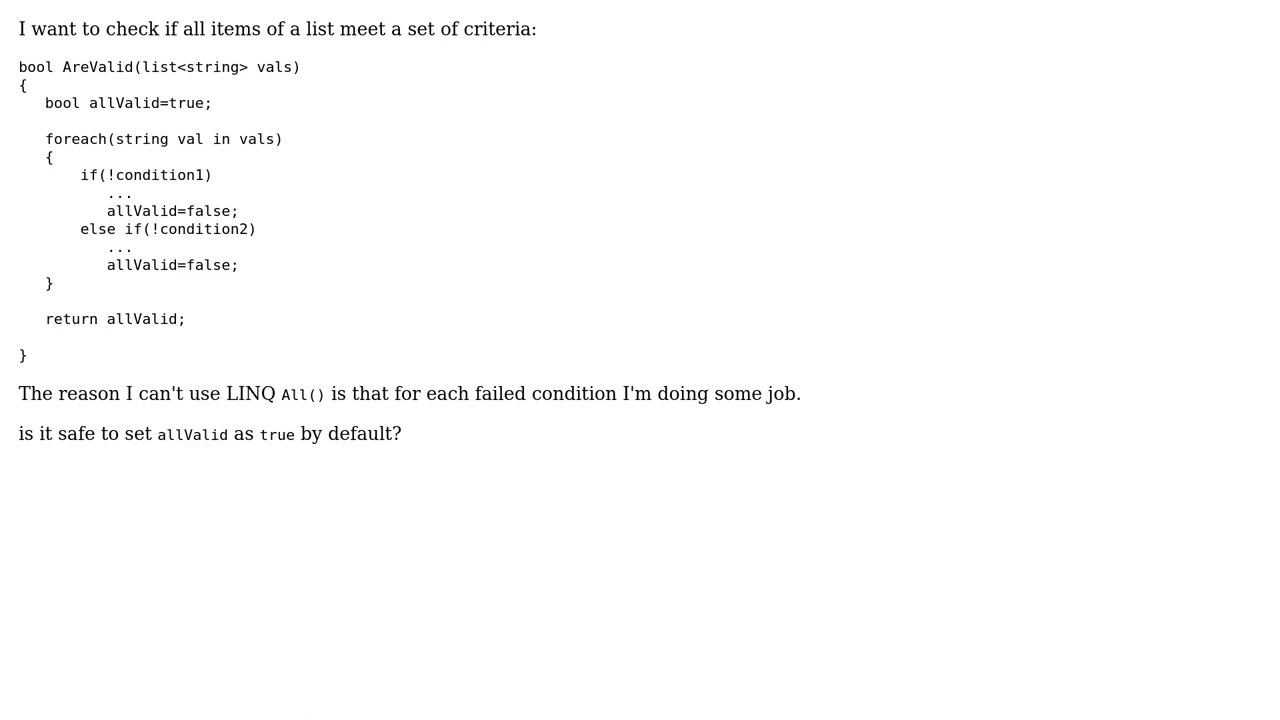 I want to check if all items of a list meet a set of criteria:
bool AreValid(list<string> vals)
{
   bool allValid=true;

   foreach(string val in vals)
   {
       if(!condition1)
          ...
          allValid=false;
       else if(!condition2)
          ...
          allValid=false;
   }

   return allValid;

}
The reason I can't use LINQ All() is that for each failed condition I'm doing some job.
is it safe to set allValid as true by default?